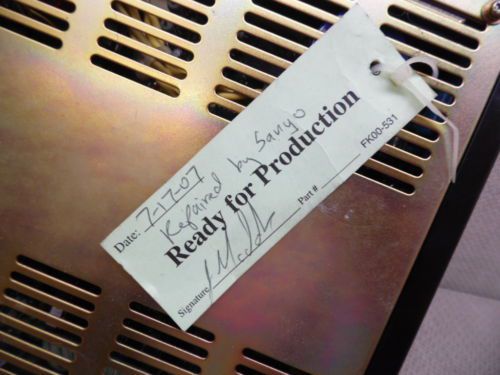 Date: 7-17-07
Repaired by Sanyo
Ready for Production
Signature
Part #
FK00-531